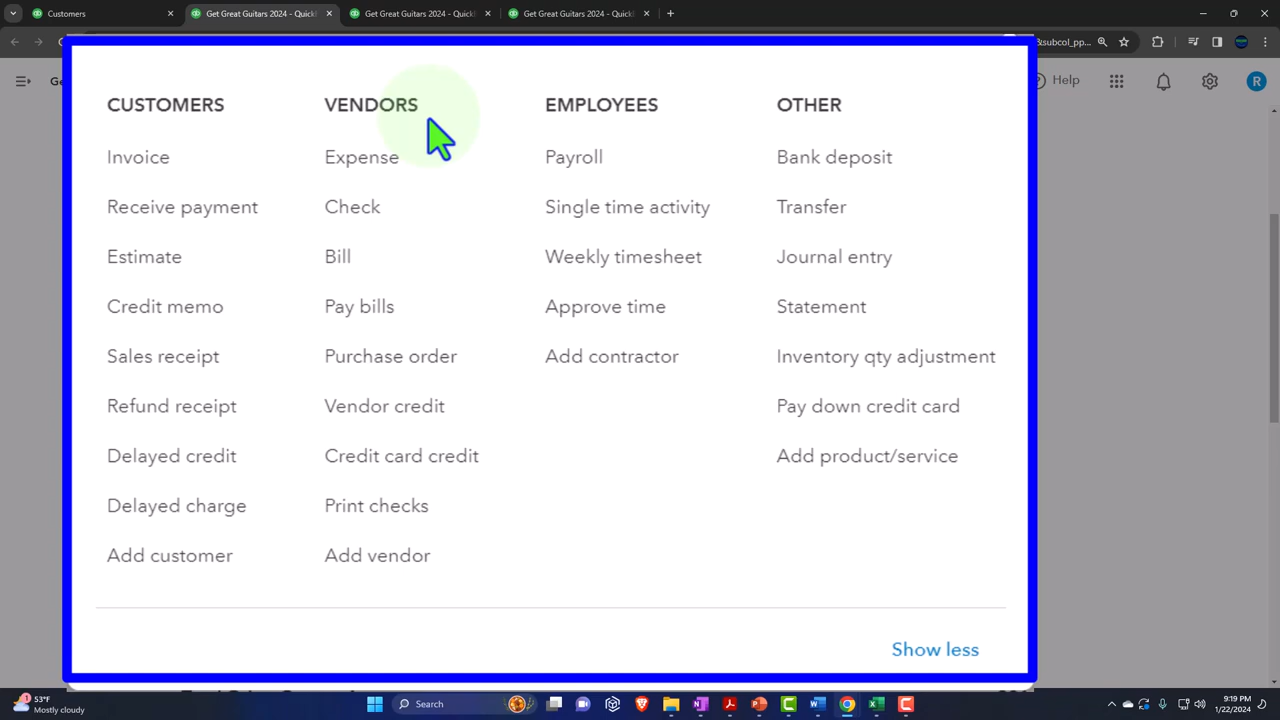 Customers
Get Great Guitars 2024 - Quick
Get Great Guitars 2024 - Quick
Get Great Guitars 2024 - Quick
3subcol_pp...
Ge
Help
R
CUSTOMERS
Invoice
Receive payment
Estimate
Credit memo
Sales receipt
Refund receipt
Delayed credit
Delayed charge
Add customer
VENDORS
Expense
Check
Bill
Pay bills
Purchase order
Vendor credit
Credit card credit
Print checks
Add vendor
EMPLOYEES
Payroll
Single time activity
Weekly timesheet
Approve time
Add contractor
OTHER
Bank deposit
Transfer
Journal entry
Statement
Inventory qty adjustment
Pay down credit card
Add product/service
Show less
1
53°F
Mostly cloudy
Search
9:19 PM
1/22/2024